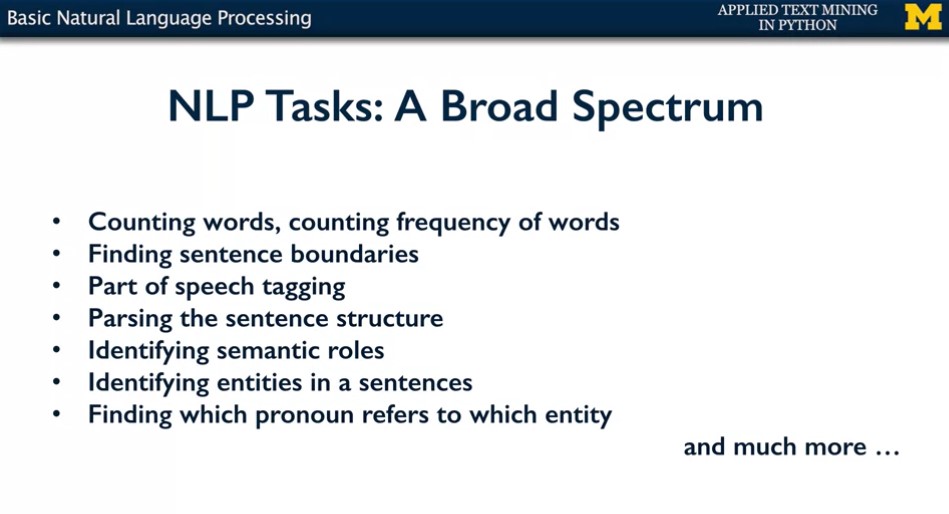 Basic Natural Language Processing
APPLIED TEXT MINING
IN PYTHON
M
NLP Tasks: A Broad Spectrum
• Counting words, counting frequency of words
• Finding sentence boundaries
• Part of speech tagging
• Parsing the sentence structure
• Identifying semantic roles
• Identifying entities in a sentences
• Finding which pronoun refers to which entity
and much more …